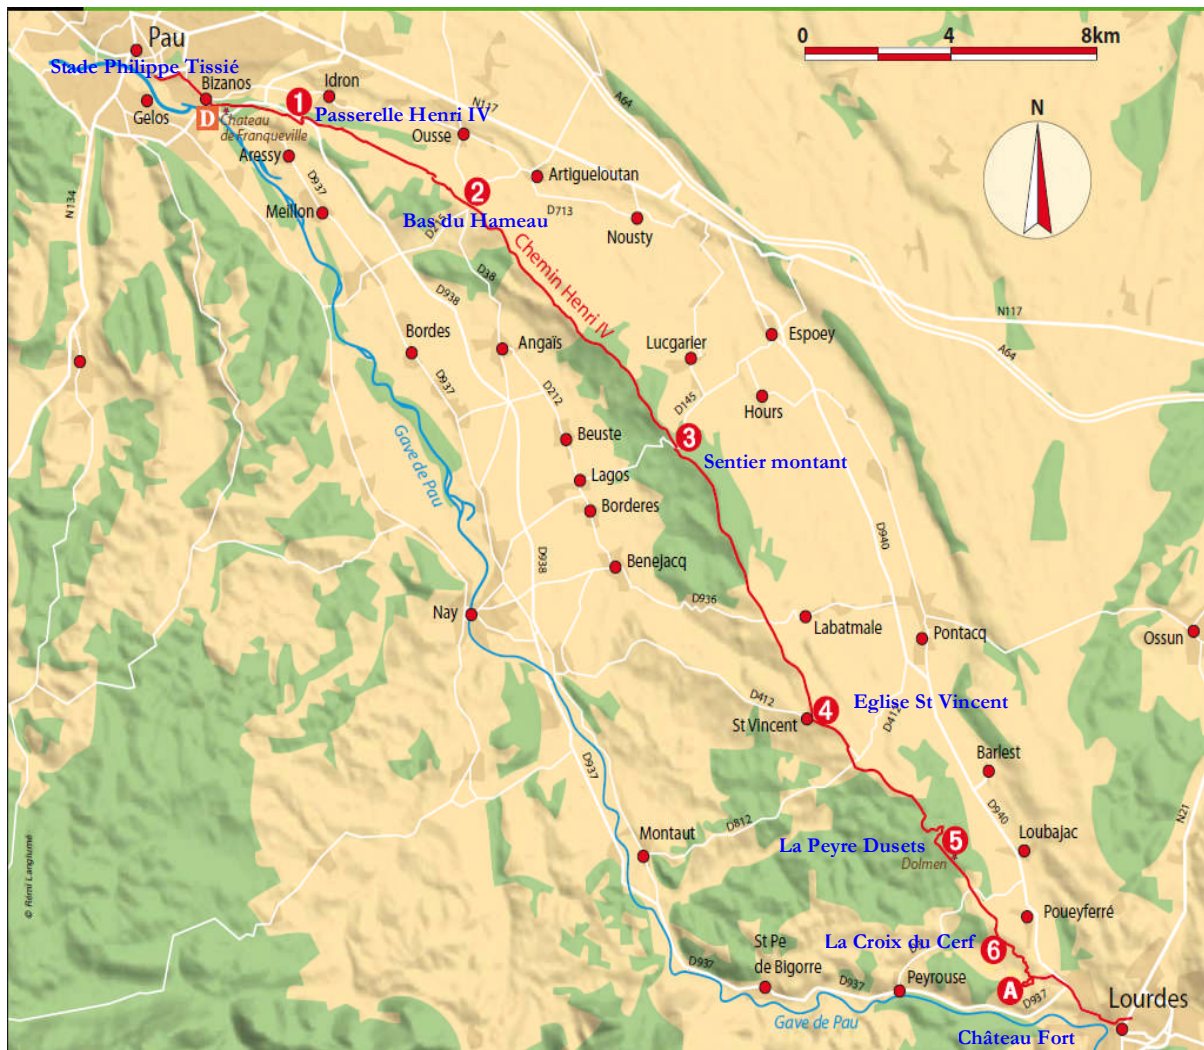 Pau
0 4 8km
Stade Philippe Tissié
Bizanos
Idron
N117
A64
Gelos
D
Chateau
de Franqueville
1
Passerelle Henri IV
Ousse
N
Aressy
D937
2
Artigueloutan
N134
Meillon
Bas du Hameau
D713
Nousty
Chemin Henri IV
D38
D938
N117
Bordes
Angaïs
Lucgarier
Espoey
A64
D937
D212
D145
Hours
Gave de Pau
Beuste
3
Sentier montant
Lagos
Borderes
D940
D938
Benejacq
D936
Nay
Labatmale
Pontacq
Ossun
D412
4
Eglise St Vincent
St Vincent
D412
D937
Barlest
D940
N21
D812
Montaut
La Peyre Dusets
5
Dolmen
Loubajac
© Rémi Langlumé
Poueyferré
La Croix du Cerf
6
St Pé
de Bigorre
D937
D937
Peyrouse
A
D937
Lourdes
Gave de Pau
Château Fort